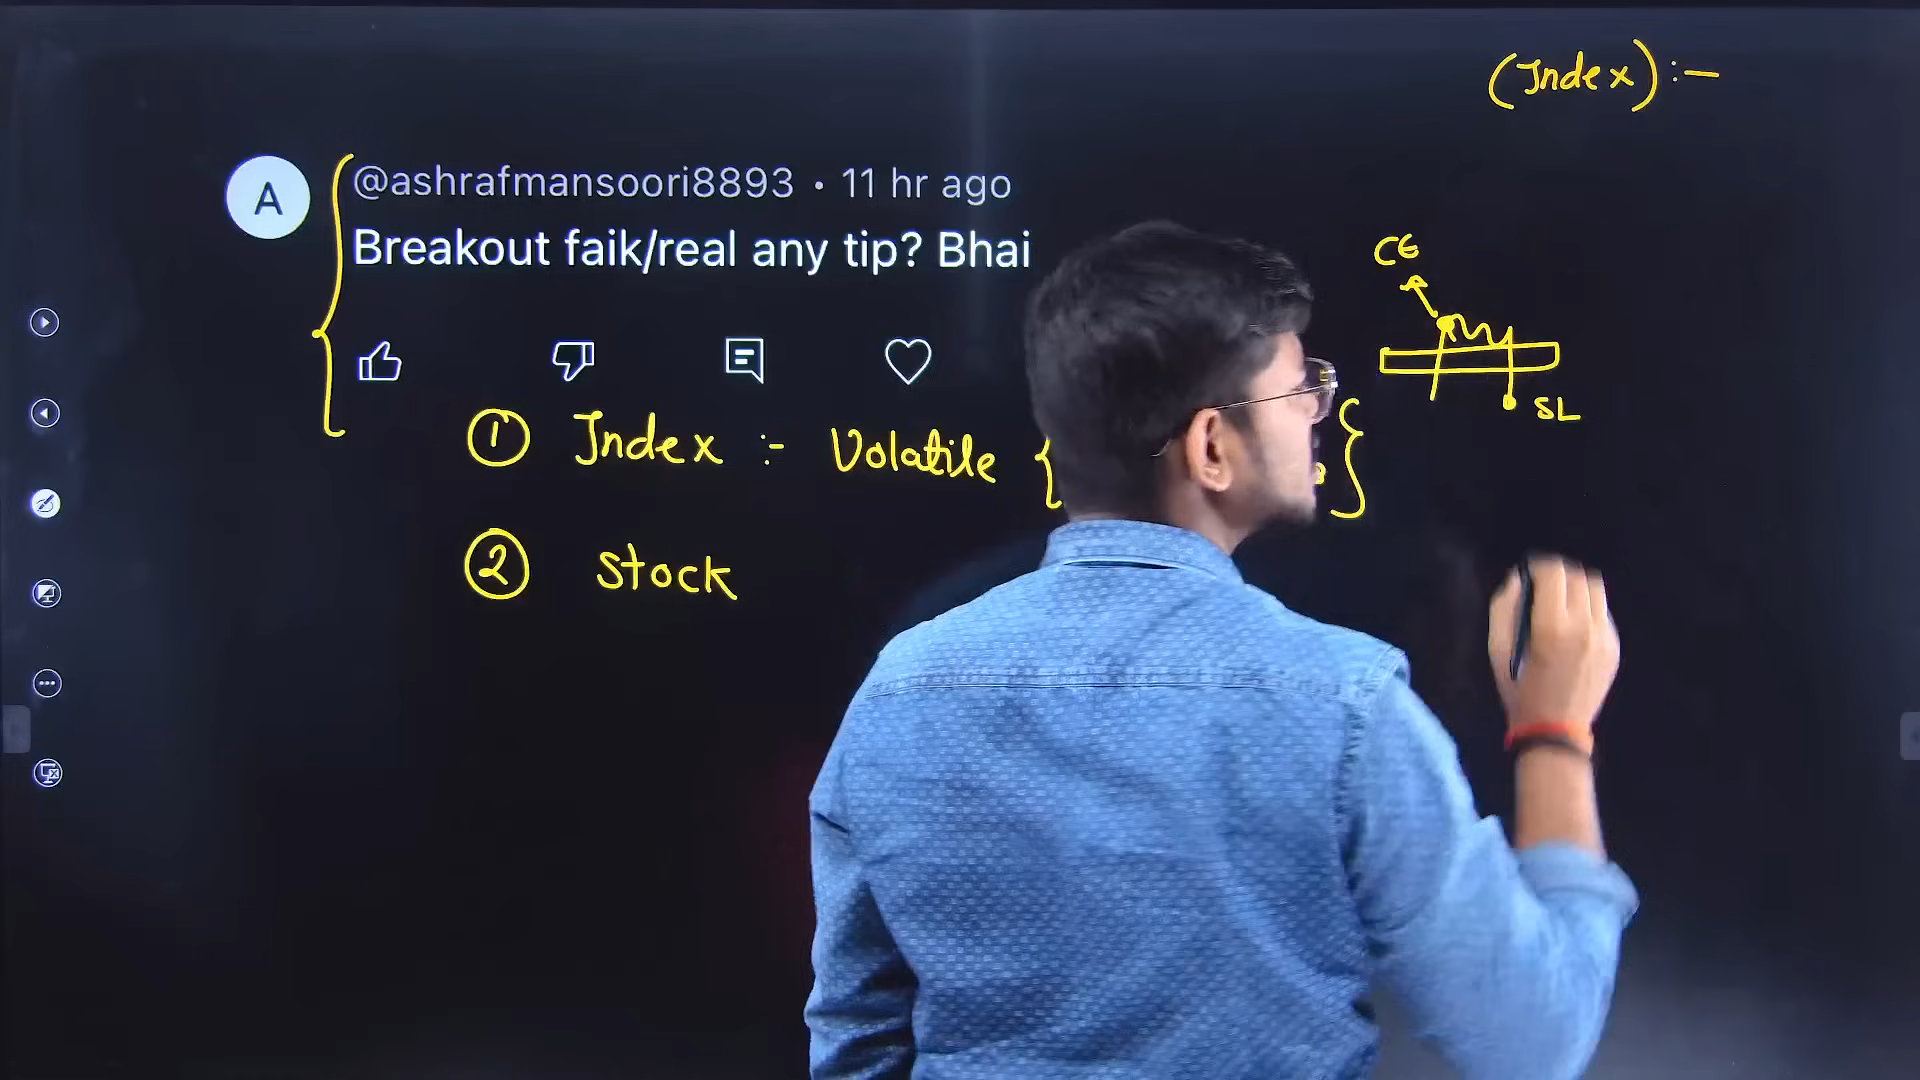 (Index) :-
A
@ashrafmansoori8893 • 11 hr ago
Breakout faik/real any tip? Bhai
CE
SL
1 Index :- Volatile { }
2 Stock